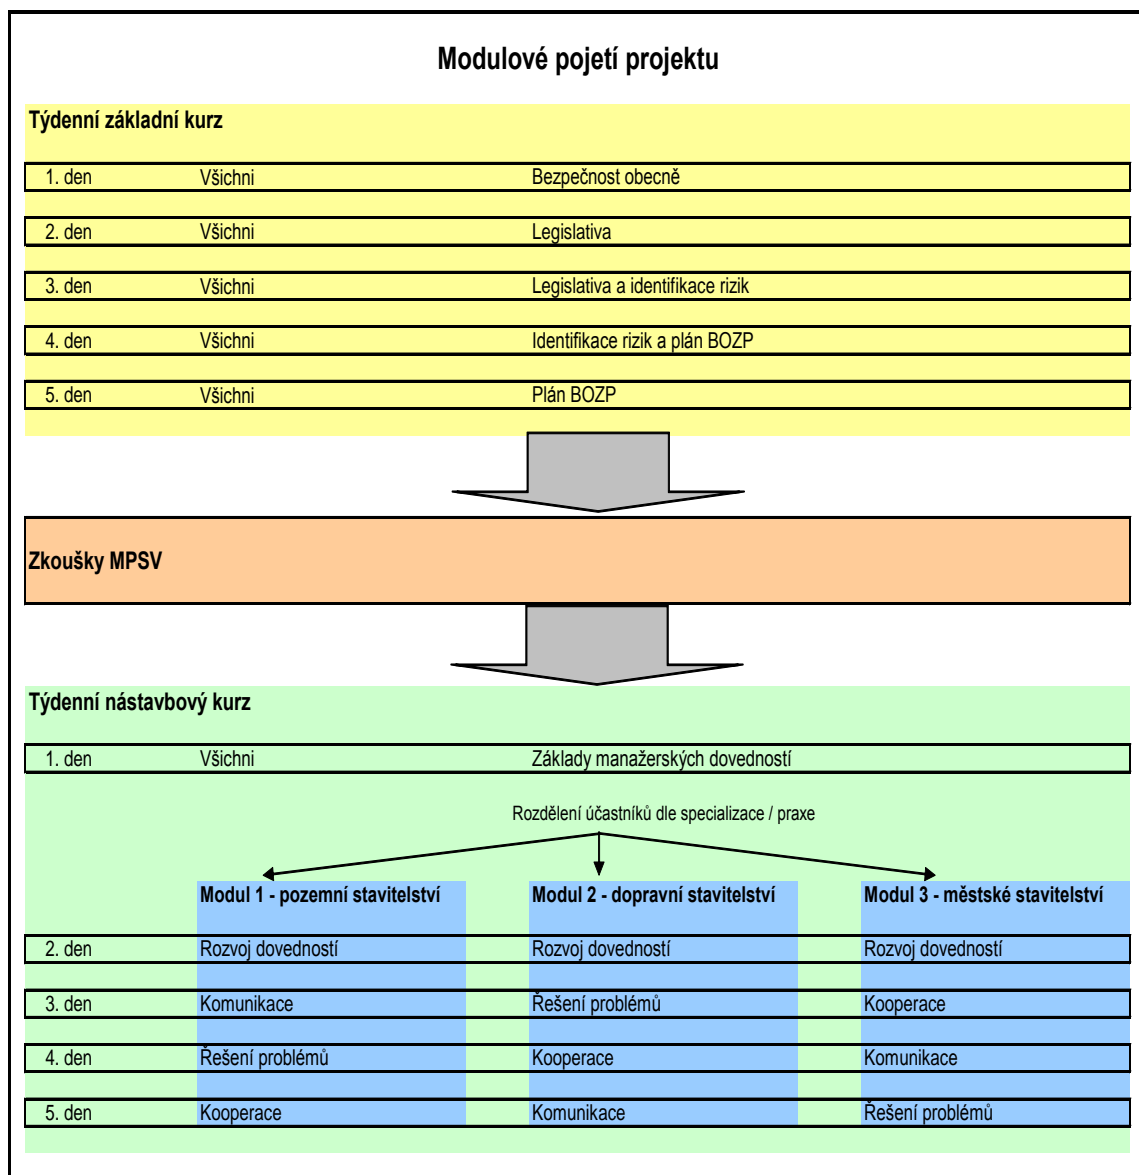 Modulové pojetí projektu
Týdenní základní kurz
1. den Všichni Bezpečnost obecně
2. den Všichni Legislativa
3. den Všichni Legislativa a identifikace rizik
4. den Všichni Identifikace rizik a plán BOZP
5. den Všichni Plán BOZP
Zkoušky MPSV
Týdenní nástavbový kurz
1. den Všichni Základy manažerských dovedností
Rozdělení účastníků dle specializace / praxe
Modul 1 - pozemní stavitelství Modul 2 - dopravní stavitelství Modul 3 - městské stavitelství
2. den Rozvoj dovedností Rozvoj dovedností Rozvoj dovedností
3. den Komunikace Řešení problémů Kooperace
4. den Řešení problémů Kooperace Komunikace
5. den Kooperace Komunikace Řešení problémů